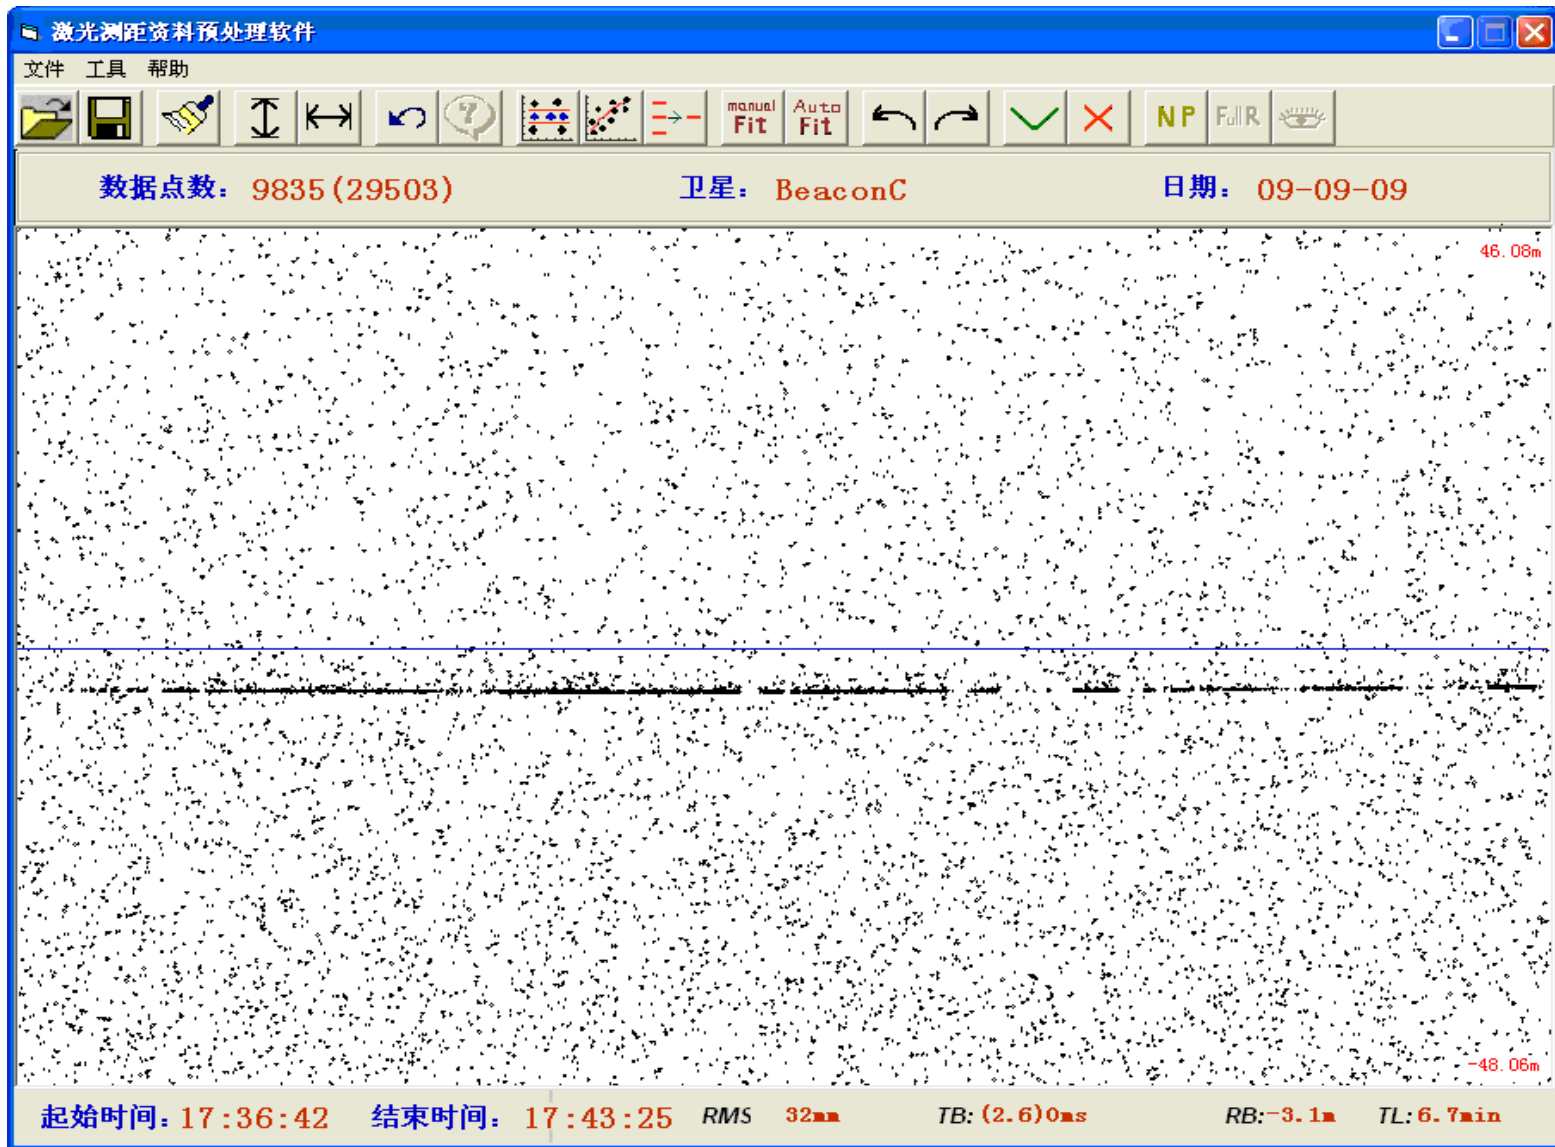 激光测距资料预处理软件
文件 工具 帮助
manual Fit Auto Fit NP FullR
数据点数: 9835(29503) 卫星: BeaconC 日期: 09-09-09
46.08m
-48.06m
起始时间: 17:36:42 结束时间: 17:43:25 RMS 32mm TB: (2.6)0ms RB:-3.1m TL: 6.7min